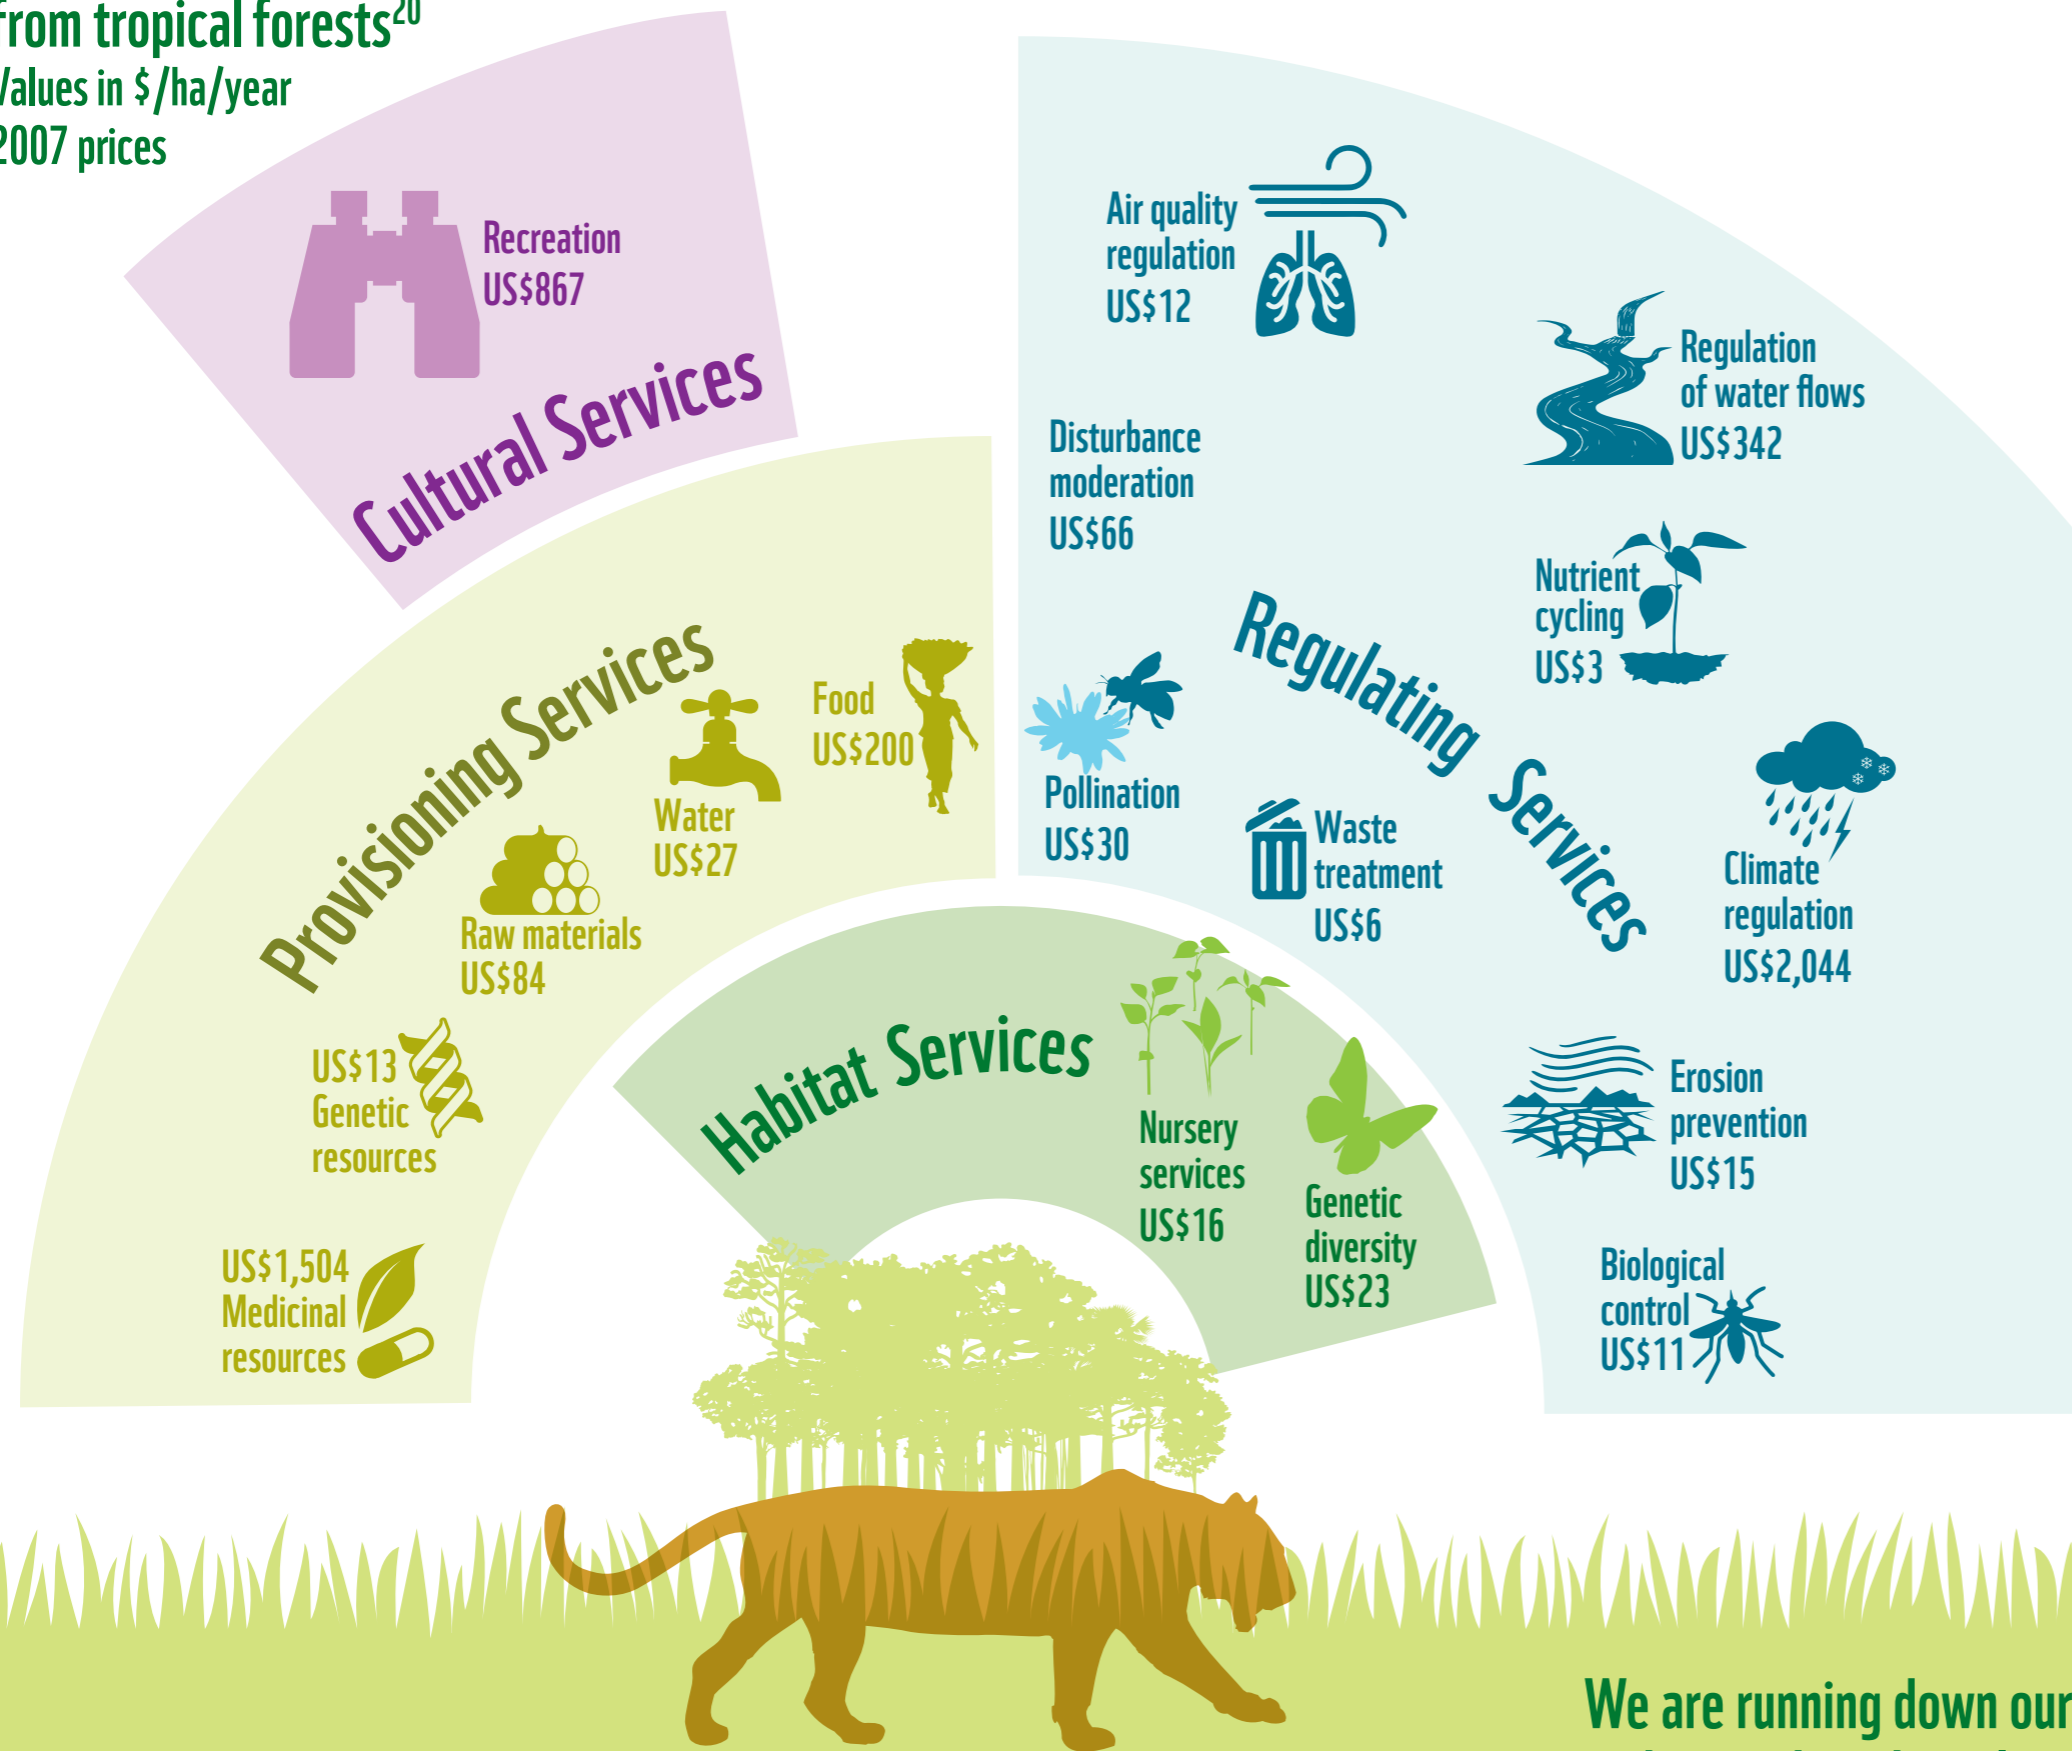 from tropical forests20
Values in $/ha/year
2007 prices
Recreation
US$867
Cultural Services
Provisioning Services
Food
US$200
Water
US$27
Raw materials
US$84
US$13
Genetic
resources
US$1,504
Medicinal
resources
Habitat Services
Nursery
services
US$16
Genetic
diversity
US$23
Regulating Services
Air quality
regulation
US$12
Regulation
of water flows
US$342
Disturbance
moderation
US$66
Nutrient
cycling
US$3
Pollination
US$30
Waste
treatment
US$6
Climate
regulation
US$2,044
Erosion
prevention
US$15
Biological
control
US$11
We are running down our